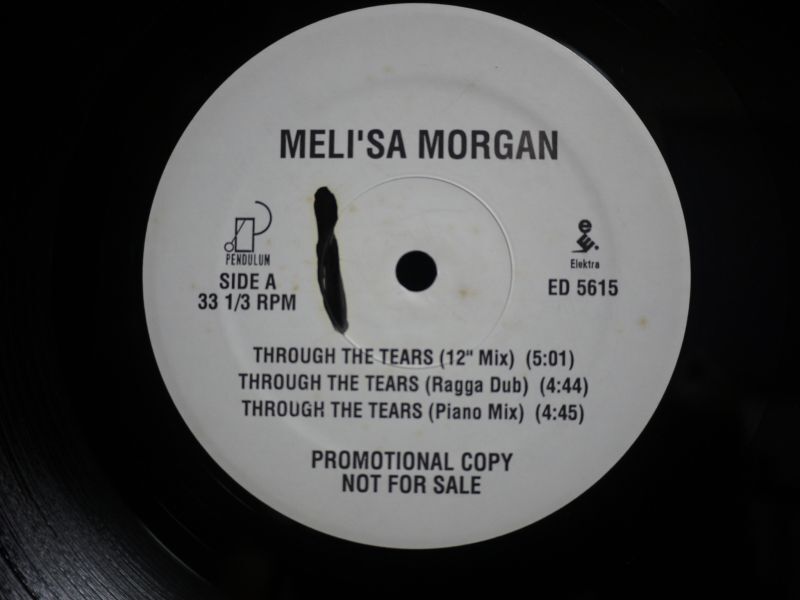 MELI'SA MORGAN
PENDULUM
SIDE A
33 1/3 RPM
e
Elektra
ED 5615
THROUGH THE TEARS (12" Mix) (5:01)
THROUGH THE TEARS (Ragga Dub) (4:44)
THROUGH THE TEARS (Piano Mix) (4:45)
PROMOTIONAL COPY
NOT FOR SALE